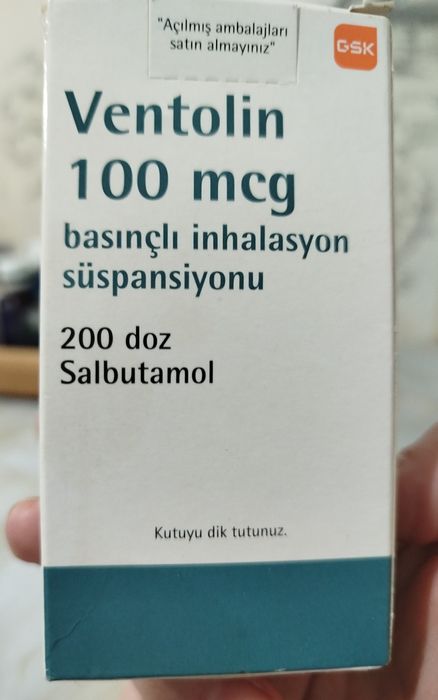 "Açılmış ambalajları
satın almayınız"
GSK
Ventolin
100 mcg
basınçlı inhalasyon
süspansiyonu
200 doz
Salbutamol
Kutuyu dik tutunuz.